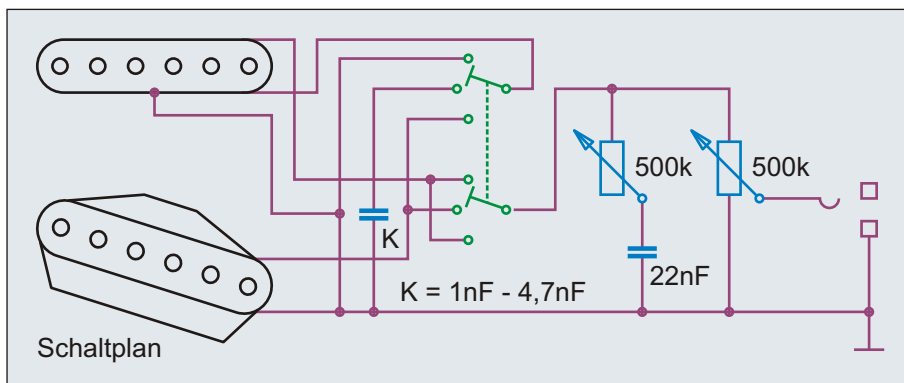 500k
500k
K
22nF
K = 1nF - 4,7nF
Schaltplan